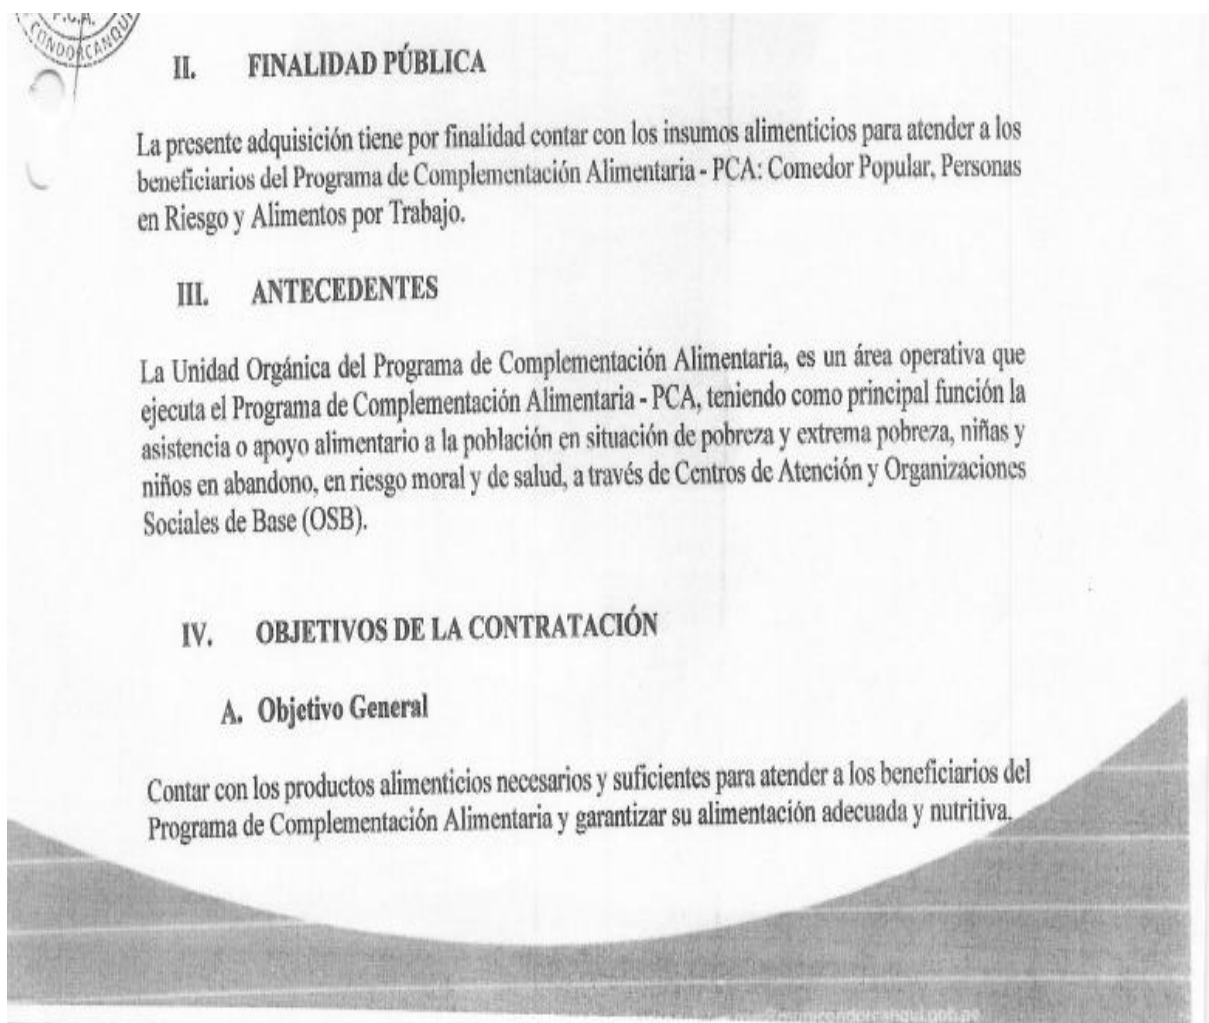 P.C.A.
CONDORCANQUI
II. FINALIDAD PÚBLICA
La presente adquisición tiene por finalidad contar con los insumos alimenticios para atender a los
beneficiarios del Programa de Complementación Alimentaria - PCA: Comedor Popular, Personas
en Riesgo y Alimentos por Trabajo.
III. ANTECEDENTES
La Unidad Orgánica del Programa de Complementación Alimentaria, es un área operativa que
ejecuta el Programa de Complementación Alimentaria - PCA, teniendo como principal función la
asistencia o apoyo alimentario a la población en situación de pobreza y extrema pobreza, niñas y
niños en abandono, en riesgo moral y de salud, a través de Centros de Atención y Organizaciones
Sociales de Base (OSB).
IV. OBJETIVOS DE LA CONTRATACIÓN
A. Objetivo General
Contar con los productos alimenticios necesarios y suficientes para atender a los beneficiarios del
Programa de Complementación Alimentaria y garantizar su alimentación adecuada y nutritiva.